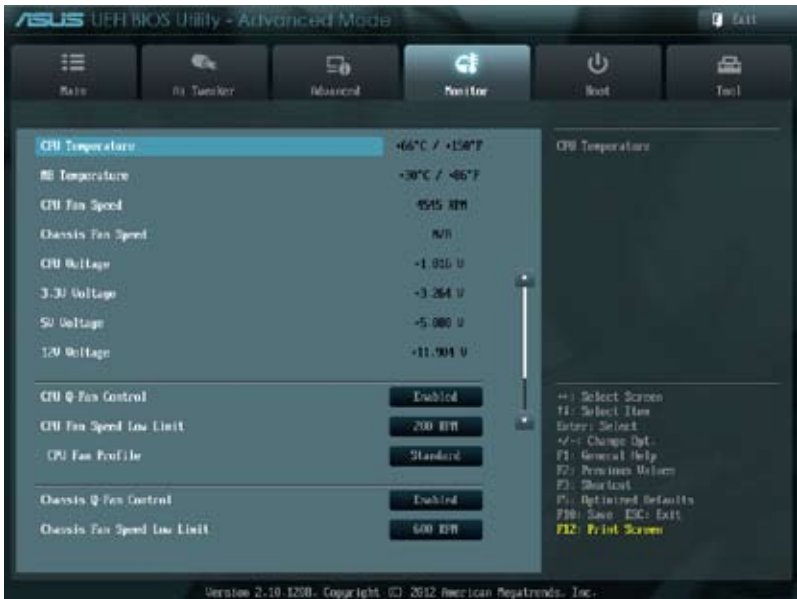 ASUS UEFI BIOS Utility - Advanced Mode
Exit
Main
Ai Tweaker
Advanced
Monitor
Boot
Tool
CPU Temperature +66°C / +150°F
MB Temperature +30°C / +86°F
CPU Fan Speed 4545 RPM
Chassis Fan Speed N/A
CPU Voltage +1.016 V
3.3V Voltage +3.264 V
5V Voltage +5.080 V
12V Voltage +11.904 V
CPU Q-Fan Control Enabled
CPU Fan Speed Low Limit 200 RPM
CPU Fan Profile Standard
Chassis Q-Fan Control Enabled
Chassis Fan Speed Low Limit 600 RPM
CPU Temperature
→←: Select Screen
↑↓: Select Item
Enter: Select
+/-: Change Opt.
F1: General Help
F2: Previous Values
F3: Shortcut
F5: Optimized Defaults
F10: Save ESC: Exit
F12: Print Screen
Version 2.10.1208. Copyright (C) 2012 American Megatrends, Inc.